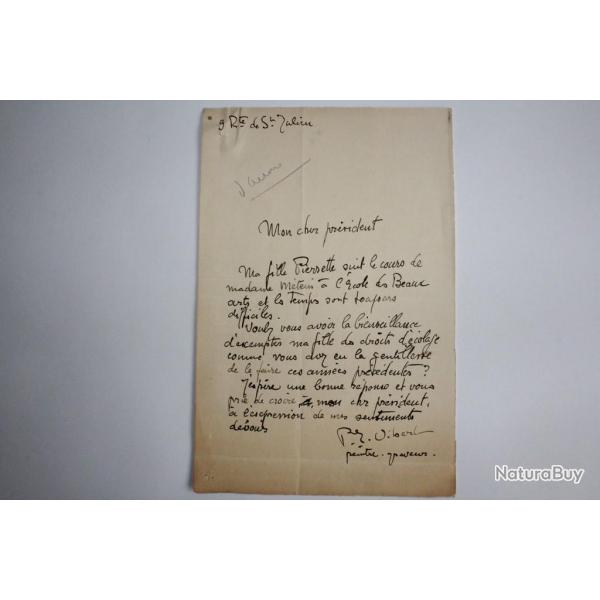 9 Rte de St Julien
Mon cher président
Ma fille Pierrette suit le cours de
madame Metein à l'école des Beaux
arts et les temps sont toujours
difficiles.
Voulez vous avoir la bienveillance
d'exempter ma fille des droits d'écolage
comme vous avez eu la gentillesse
de le faire ces années précédentes ?
J'espère une bonne réponse et vous
prie de croire, mon cher président,
à l'expression de mes sentiments
dévoués
P. E. Vibert
peintre-graveur.
NaturaBuy